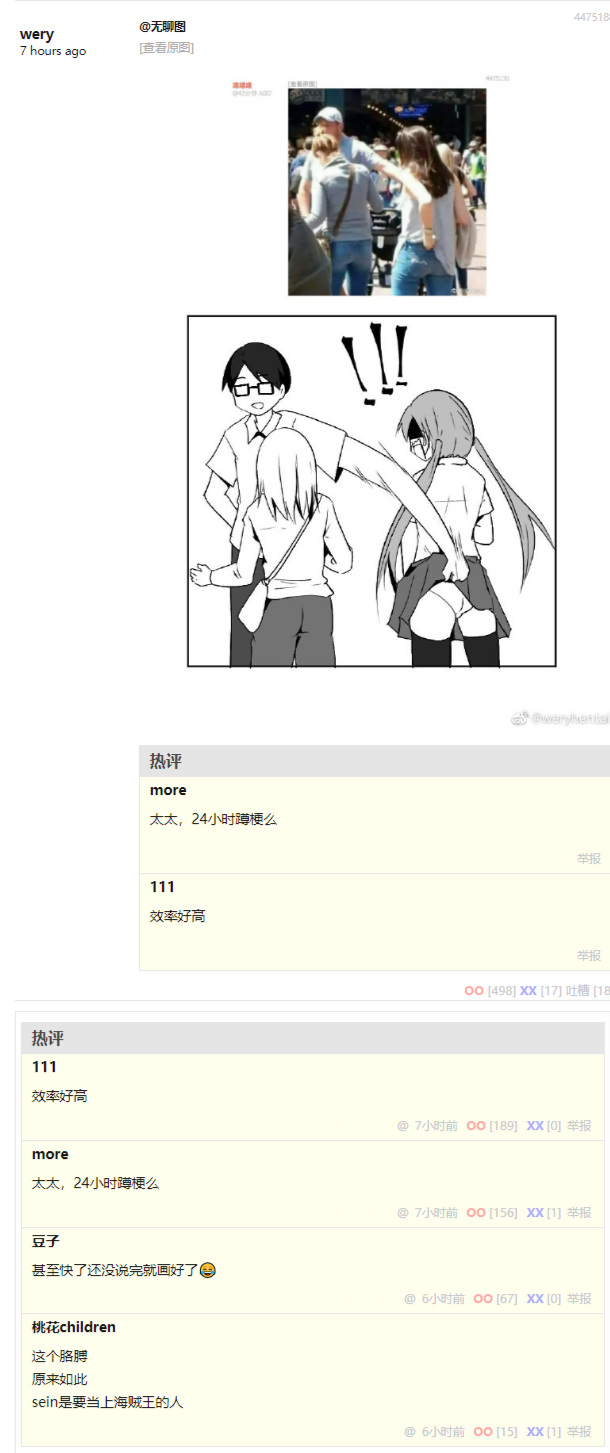 447518
wery
7 hours ago
@无聊图
[查看原图]
[查看原图]
!!!
@weryhentai
热评
more
太太，24小时蹲梗么
举报
111
效率好高
举报
OO [498] XX [17] 吐槽 [18
热评
111
效率好高
@ 7小时前 OO [189] XX [0] 举报
more
太太，24小时蹲梗么
@ 7小时前 OO [156] XX [1] 举报
豆子
甚至快了还没说完就画好了😂
@ 6小时前 OO [67] XX [0] 举报
桃花children
这个胳膊
原来如此
sein是要当上海贼王的人
@ 6小时前 OO [15] XX [1] 举报